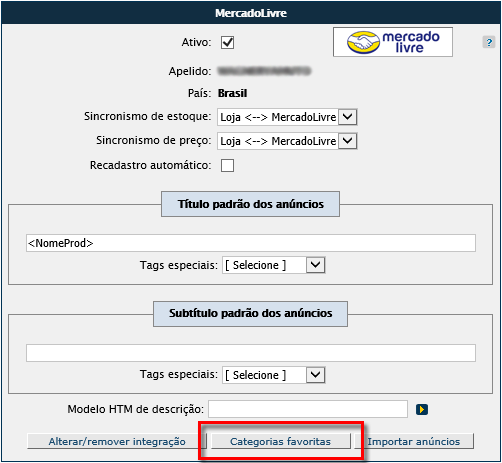 MercadoLivre
Ativo:
mercado
livre
?
Apelido:
País: Brasil
Sincronismo de estoque: Loja <--> MercadoLivre
Sincronismo de preço: Loja <--> MercadoLivre
Recadastro automático:
Título padrão dos anúncios
<NomeProd>
Tags especiais: [ Selecione ]
Subtítulo padrão dos anúncios
Tags especiais: [ Selecione ]
Modelo HTM de descrição:
Alterar/remover integração Categorias favoritas Importar anúncios